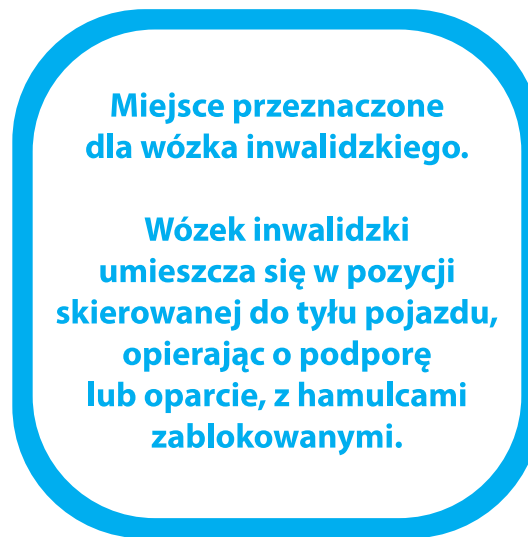 Miejsce przeznaczone
dla wózka inwalidzkiego.
Wózek inwalidzki
umieszcza się w pozycji
skierowanej do tyłu pojazdu,
opierając o podporę
lub oparcie, z hamulcami
zablokowanymi.